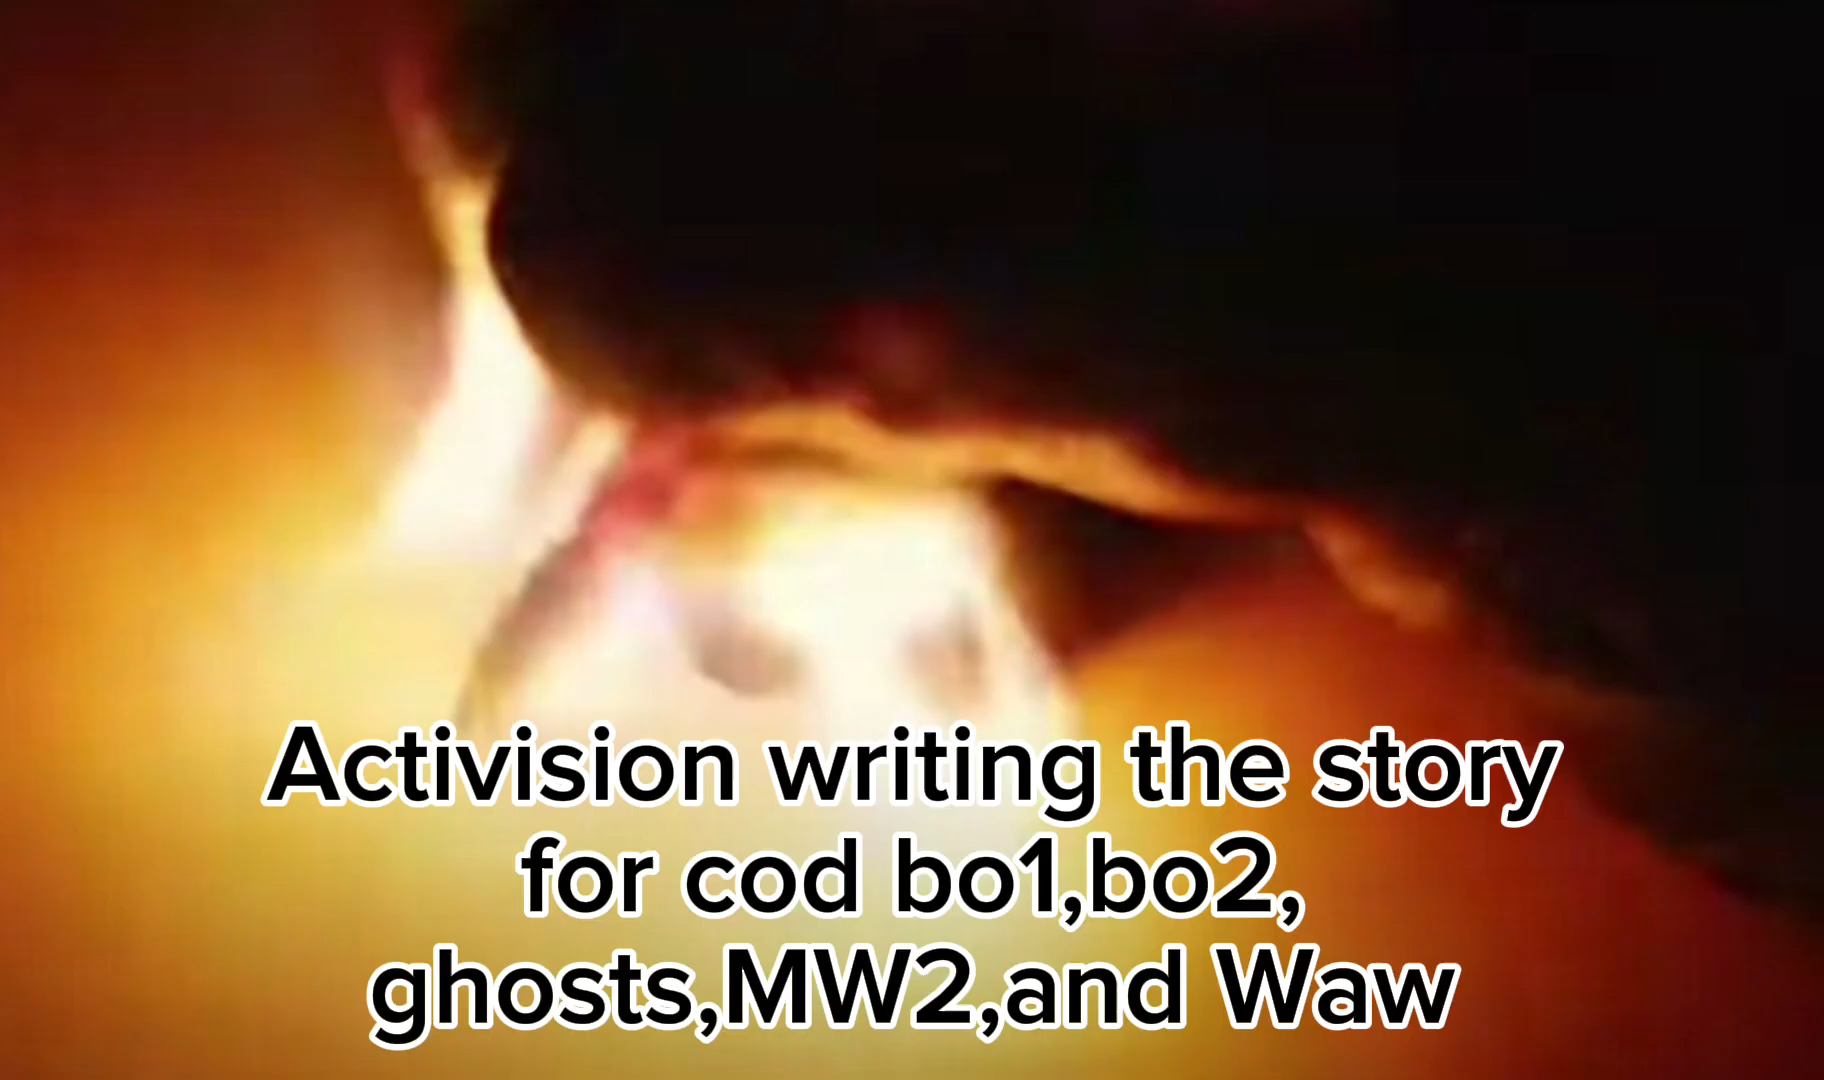 Activision writing the story
for cod bo1,bo2,
ghosts,MW2,and Waw